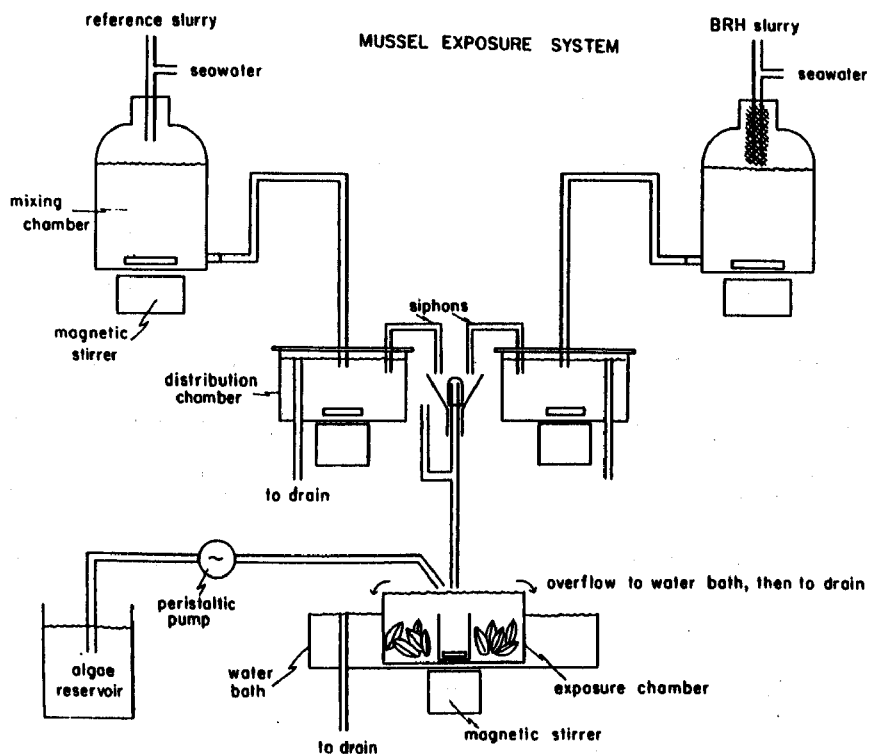 reference slurry
MUSSEL EXPOSURE SYSTEM
BRH slurry
seawater
seawater
mixing
chamber
magnetic
stirrer
siphons
distribution
chamber
to drain
~
peristaltic
pump
overflow to water bath, then to drain
algae
reservoir
water
bath
exposure chamber
magnetic stirrer
to drain